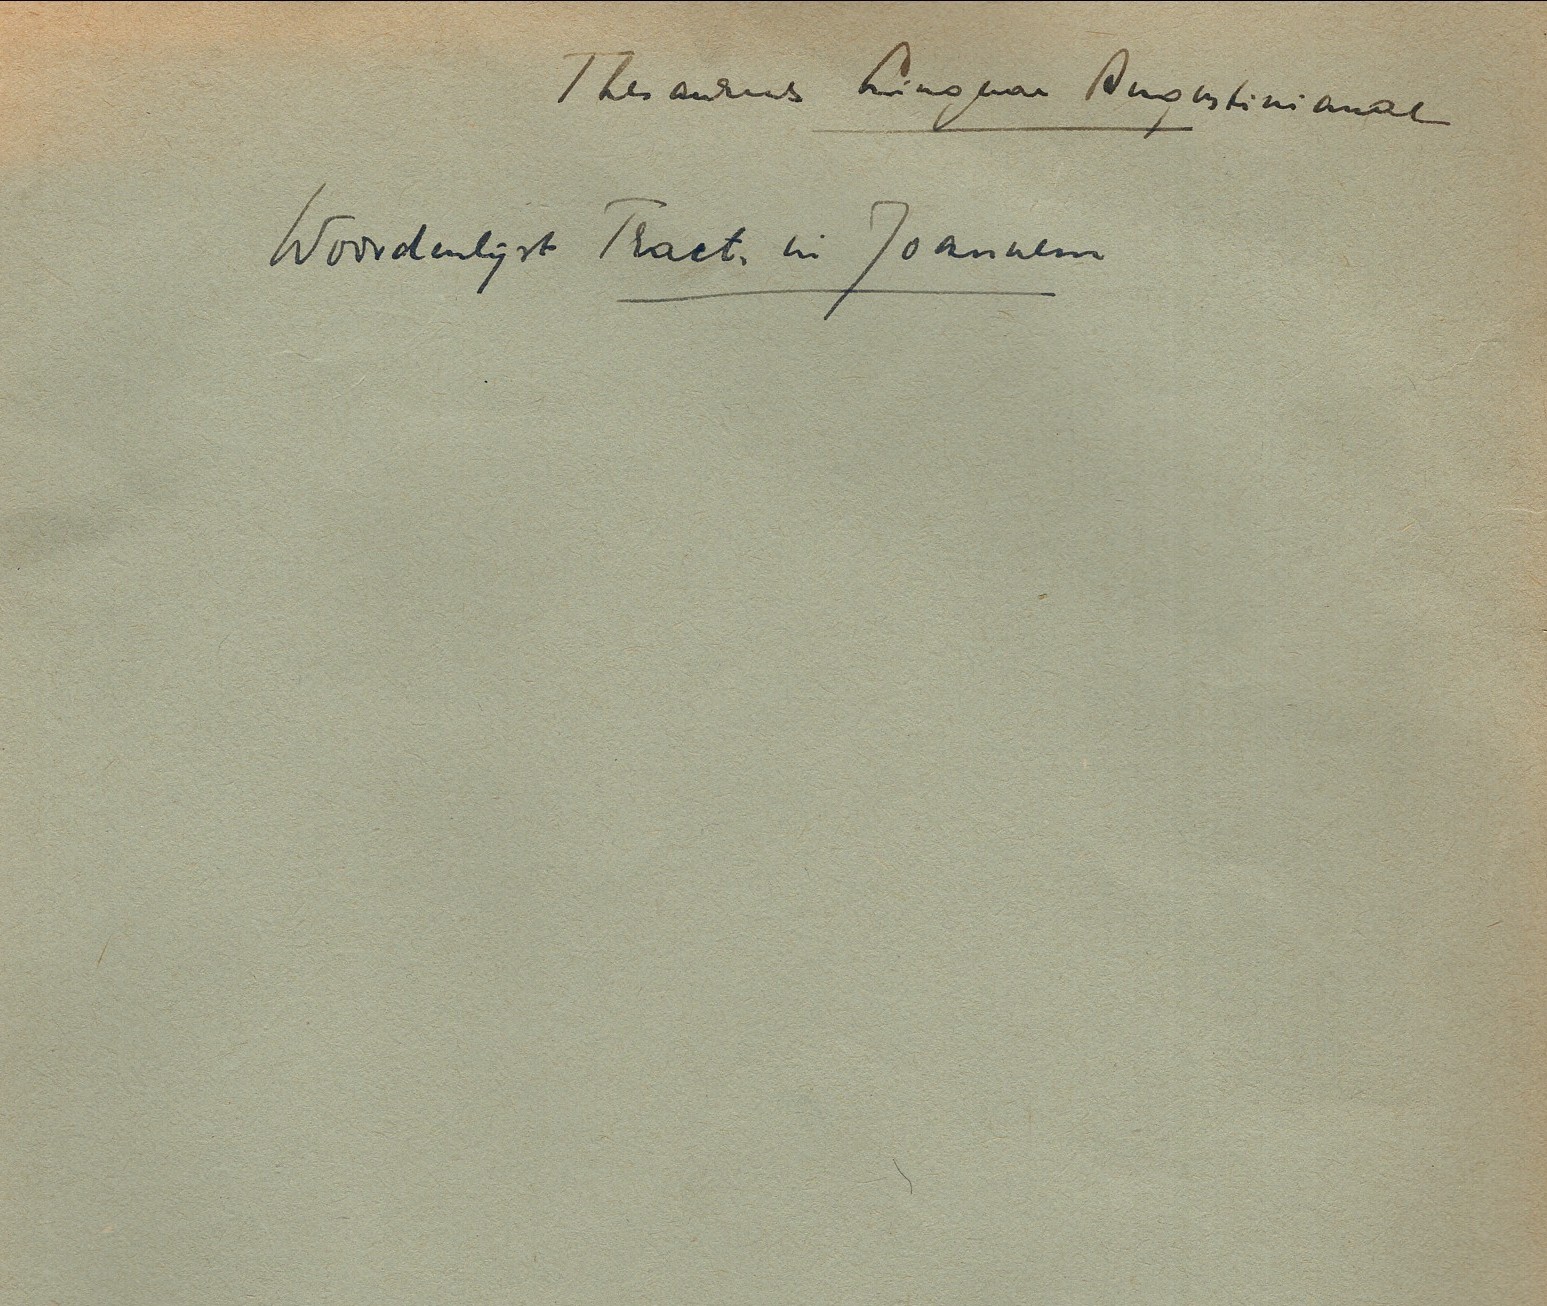 Thesaurus Linguae Augustinianae
Woordenlijst Tract. in Joannem